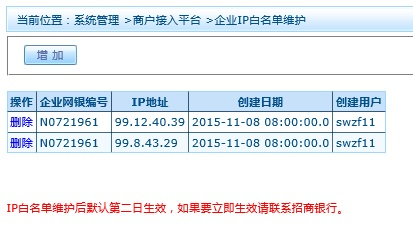 当前位置：系统管理 >商户接入平台 >企业IP白名单维护
增 加
操作 企业网银编号 IP地址 创建日期 创建用户
删除 N0721961 99.12.40.39 2015-11-08 08:00:00.0 swzf11
删除 N0721961 99.8.43.29 2015-11-08 08:00:00.0 swzf11
IP白名单维护后默认第二日生效，如果要立即生效请联系招商银行。